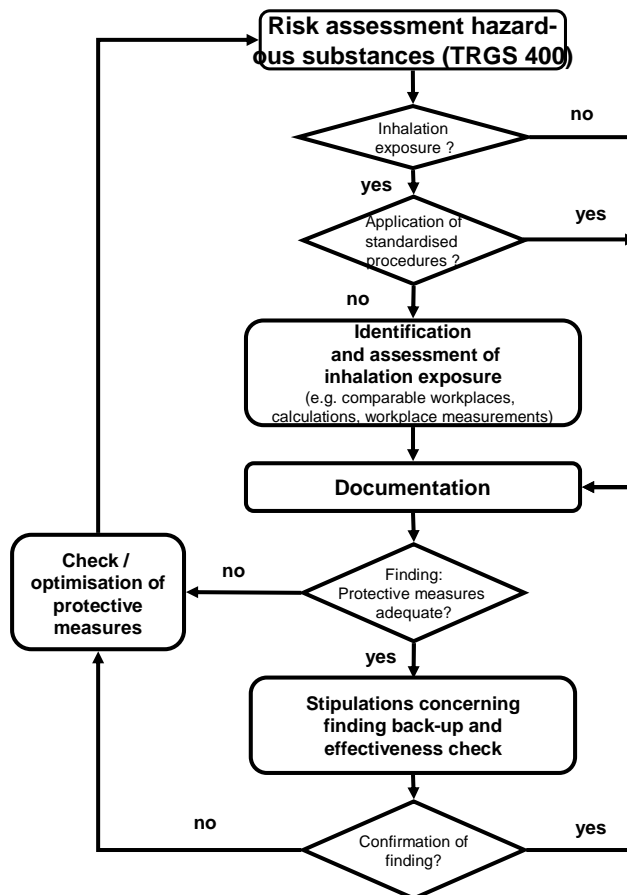 Risk assessment hazard-
ous substances (TRGS 400)
Inhalation
exposure ?
no
yes
Application of
standardised
procedures ?
yes
no
Identification
and assessment of
inhalation exposure
(e.g. comparable workplaces,
calculations, workplace measurements)
Documentation
Check /
optimisation of
protective
measures
no
Finding:
Protective measures
adequate?
yes
Stipulations concerning
finding back-up and
effectiveness check
no
Confirmation of
finding?
yes